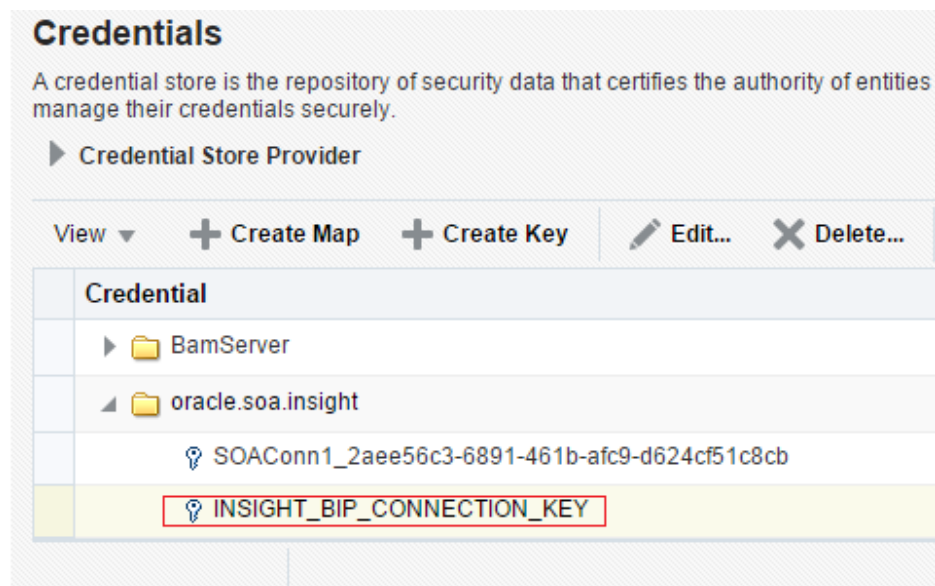 Credentials
A credential store is the repository of security data that certifies the authority of entities
manage their credentials securely.
Credential Store Provider
View Create Map Create Key Edit... Delete...
Credential
BamServer
oracle.soa.insight
SOAConn1_2aee56c3-6891-461b-afc9-d624cf51c8cb
INSIGHT_BIP_CONNECTION_KEY